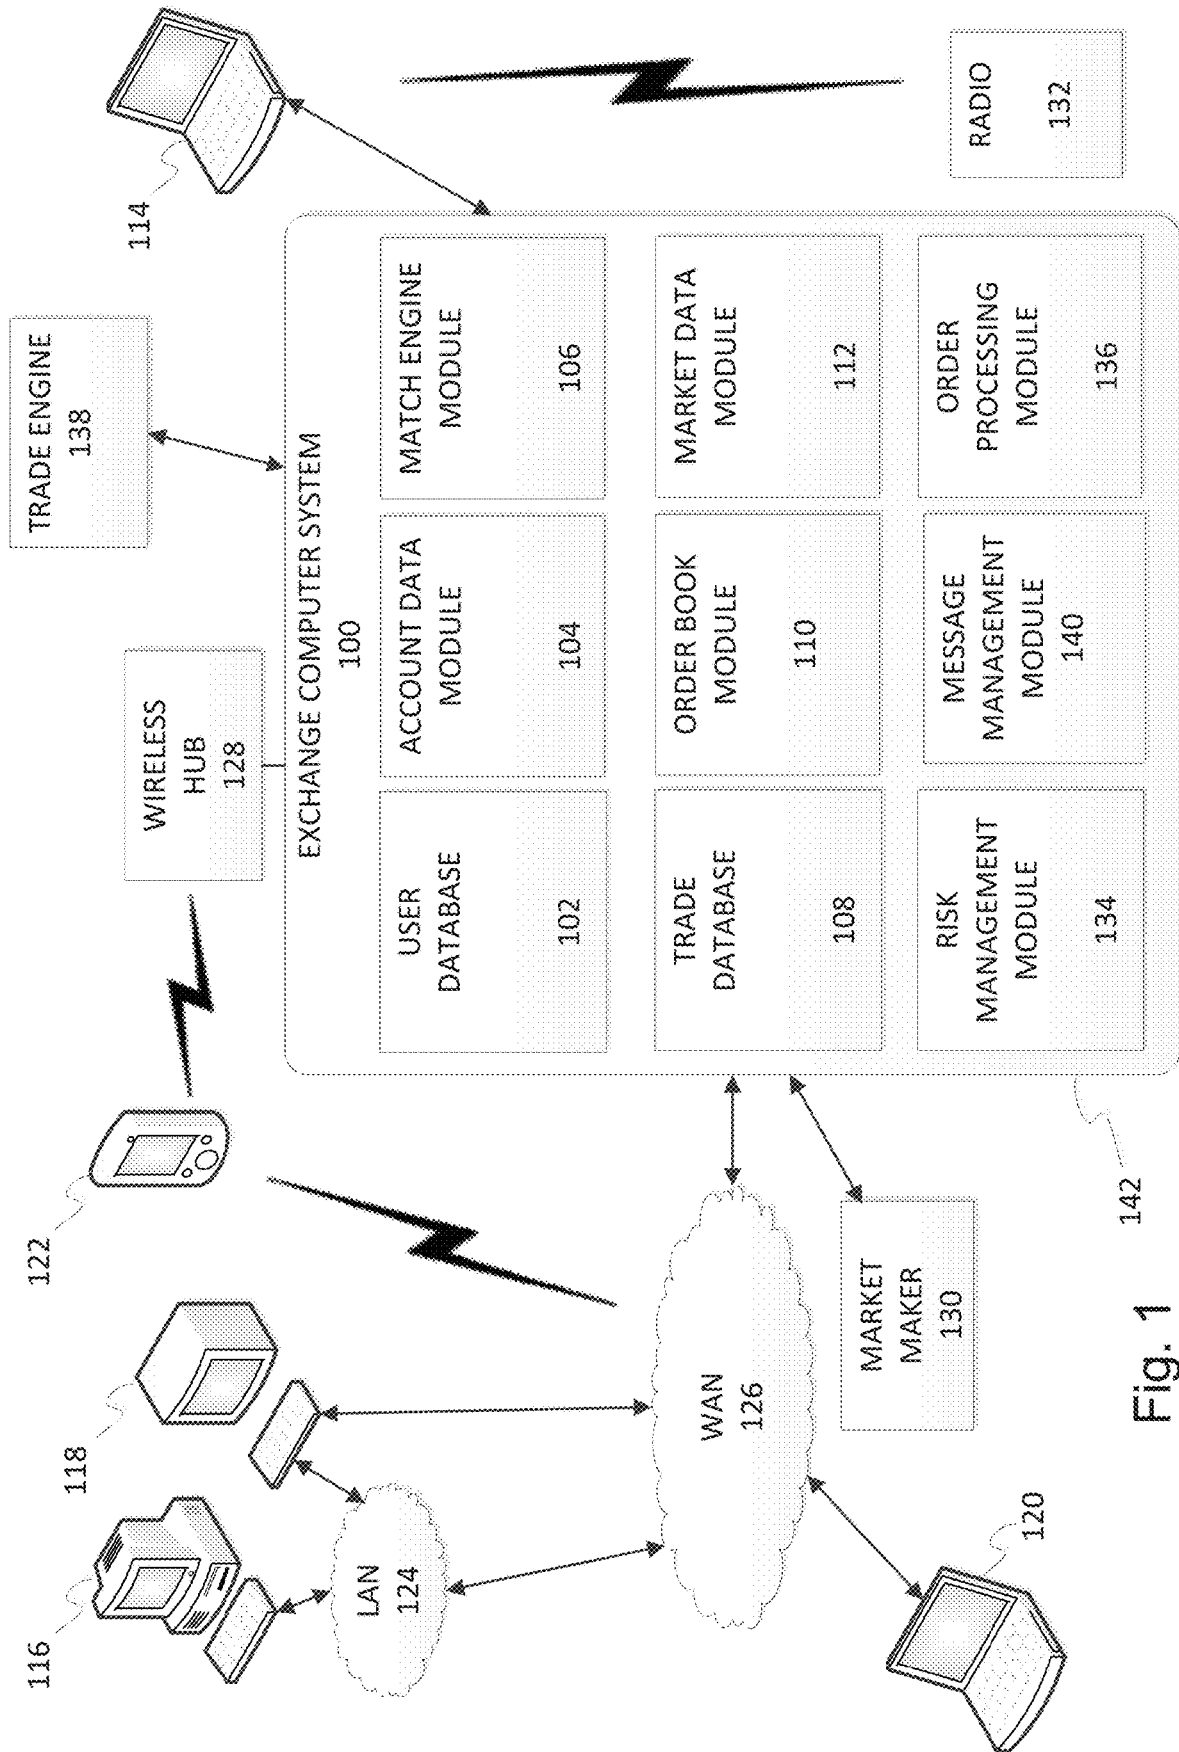 116
118
122
WIRELESS
HUB
128
TRADE ENGINE
138
114
LAN
124
EXCHANGE COMPUTER SYSTEM
100
USER
DATABASE
102
ACCOUNT DATA
MODULE
104
MATCH ENGINE
MODULE
106
WAN
126
TRADE
DATABASE
108
ORDER BOOK
MODULE
110
MARKET DATA
MODULE
112
MARKET
MAKER
130
RISK
MANAGEMENT
MODULE
134
MESSAGE
MANAGEMENT
MODULE
140
ORDER
PROCESSING
MODULE
136
RADIO
132
120
142
Fig. 1